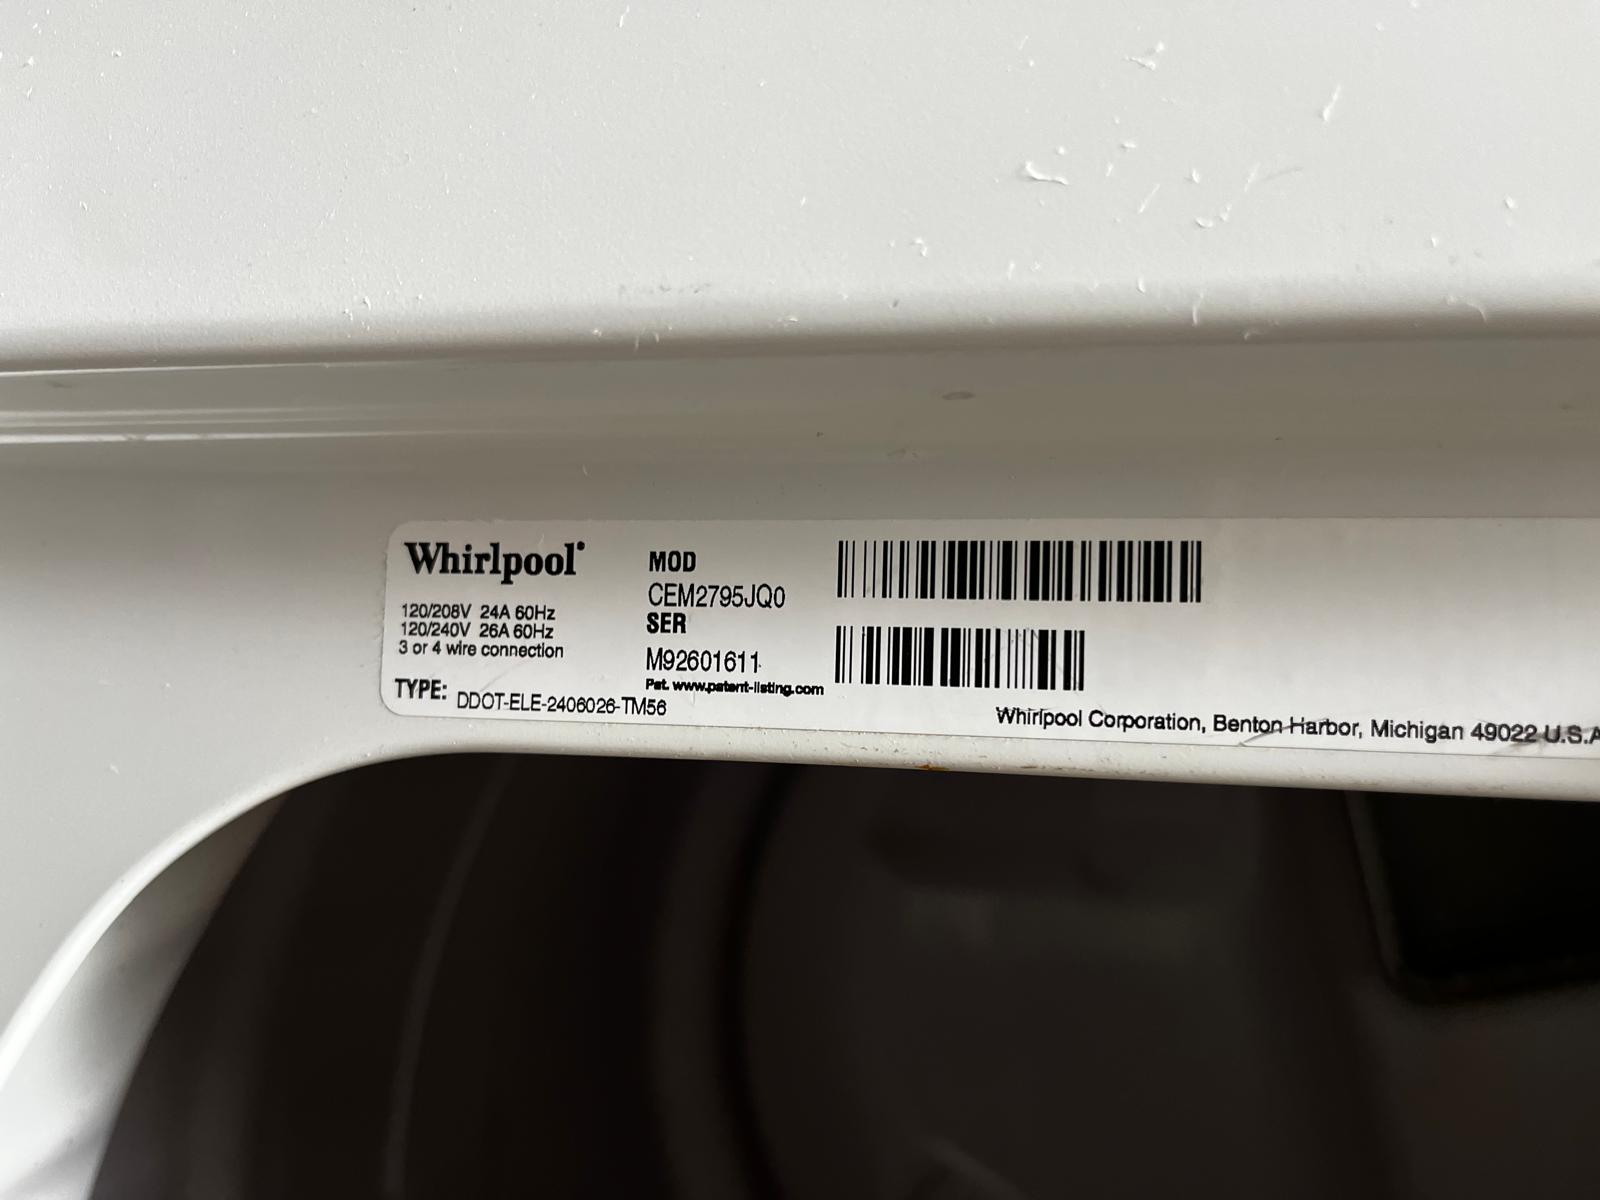 Whirlpool®
120/208V 24A 60Hz
120/240V 26A 60Hz
3 or 4 wire connection
TYPE: DDOT-ELE-2406026-TM56
MOD
CEM2795JQ0
SER
M92601611
Pat. www.patent-listing.com
Whirlpool Corporation, Benton Harbor, Michigan 49022 U.S.A